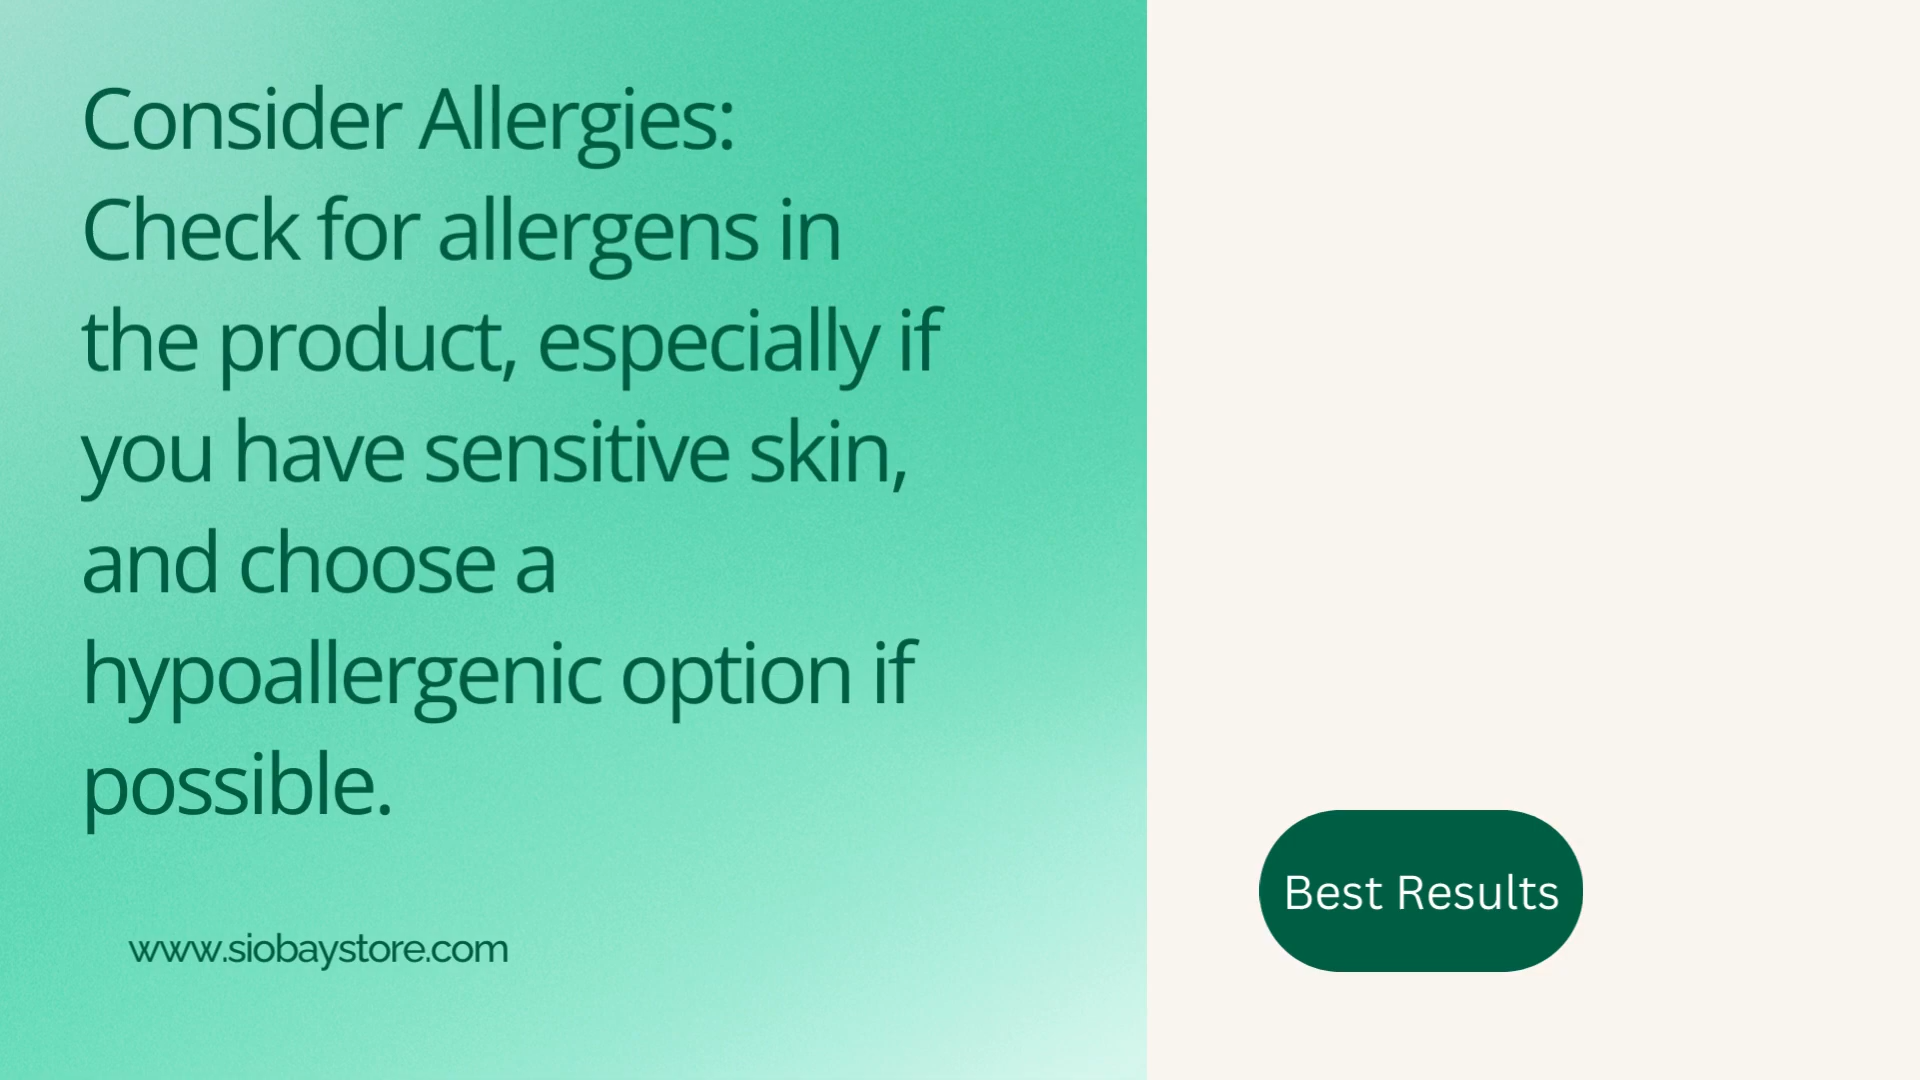 Consider Allergies:
Check for allergens in
the product, especially if
you have sensitive skin,
and choose a
hypoallergenic option if
possible.
www.siobaystore.com
Best Results